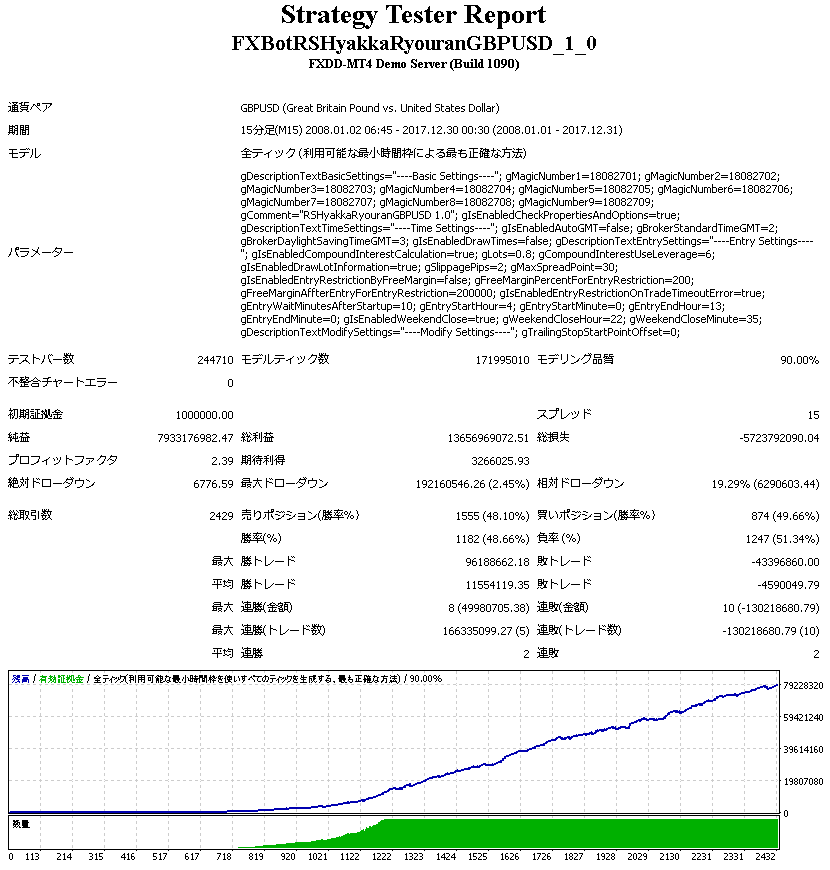 Strategy Tester Report
FXBotRSHyakkaRyouranGBPUSD_1_0
FXDD-MT4 Demo Server (Build 1090)
通貨ペア GBPUSD (Great Britain Pound vs. United States Dollar)
期間 15分足(M15) 2008.01.02 06:45 - 2017.12.30 00:30 (2008.01.01 - 2017.12.31)
モデル 全ティック (利用可能な最小時間枠による最も正確な方法)
gDescriptionTextBasicSettings="----Basic Settings----"; gMagicNumber1=18082701; gMagicNumber2=18082702;
gMagicNumber3=18082703; gMagicNumber4=18082704; gMagicNumber5=18082705; gMagicNumber6=18082706;
gMagicNumber7=18082707; gMagicNumber8=18082708; gMagicNumber9=18082709;
gComment="RSHyakkaRyouranGBPUSD 1.0"; gIsEnabledCheckPropertiesAndOptions=true;
gDescriptionTextTimeSettings="----Time Settings----"; gIsEnabledAutoGMT=false; gBrokerStandardTimeGMT=2;
gBrokerDaylightSavingTimeGMT=3; gIsEnabledDrawTimes=false; gDescriptionTextEntrySettings="----Entry Settings----
パラメーター "; gIsEnabledCompoundInterestCalculation=true; gLots=0.8; gCompoundInterestUseLeverage=6;
gIsEnabledDrawLotInformation=true; gSlippagePips=2; gMaxSpreadPoint=30;
gIsEnabledEntryRestrictionByFreeMargin=false; gFreeMarginPercentForEntryRestriction=200;
gFreeMarginAffterEntryForEntryRestriction=200000; gIsEnabledEntryRestrictionOnTradeTimeoutError=true;
gEntryWaitMinutesAfterStartup=10; gEntryStartHour=4; gEntryStartMinute=0; gEntryEndHour=13;
gEntryEndMinute=0; gIsEnabledWeekendClose=true; gWeekendCloseHour=22; gWeekendCloseMinute=35;
gDescriptionTextModifySettings="----Modify Settings----"; gTrailingStopStartPointOffset=0;
テストバー数 244710 モデルティック数 171995010 モデリング品質 90.00%
不整合チャートエラー 0
初期証拠金 1000000.00 スプレッド 15
純益 7933176982.47 総利益 13656969072.51 総損失 -5723792090.04
プロフィットファクタ 2.39 期待利得 3266025.93
絶対ドローダウン 6776.59 最大ドローダウン 192160546.26 (2.45%) 相対ドローダウン 19.29% (6290603.44)
総取引数 2429 売りポジション(勝率%) 1555 (48.10%) 買いポジション(勝率%) 874 (49.66%)
勝率(%) 1182 (48.66%) 負率 (%) 1247 (51.34%)
最大 勝トレード 96188662.18 敗トレード -43396860.00
平均 勝トレード 11554119.35 敗トレード -4590049.79
最大 連勝(金額) 8 (49980705.38) 連敗(金額) 10 (-130218680.79)
最大 連勝(トレード数) 166335099.27 (5) 連敗(トレード数) -130218680.79 (10)
平均 連勝 2 連敗 2
残高 / 有効証拠金 / 全ティック(利用可能な最小時間枠を使いすべてのティックを生成する、最も正確な方法) / 90.00%
79228320
59421240
39614160
19807080
0
数量
0 113 214 315 416 517 617 718 819 920 1021 1122 1222 1323 1424 1525 1626 1726 1827 1928 2029 2130 2231 2331 2432